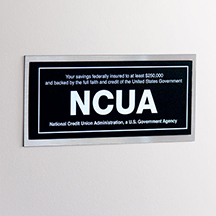 Your savings federally insured to at least $250,000
and backed by the full faith and credit of the United States Government
NCUA
National Credit Union Administration, a U.S. Government Agency